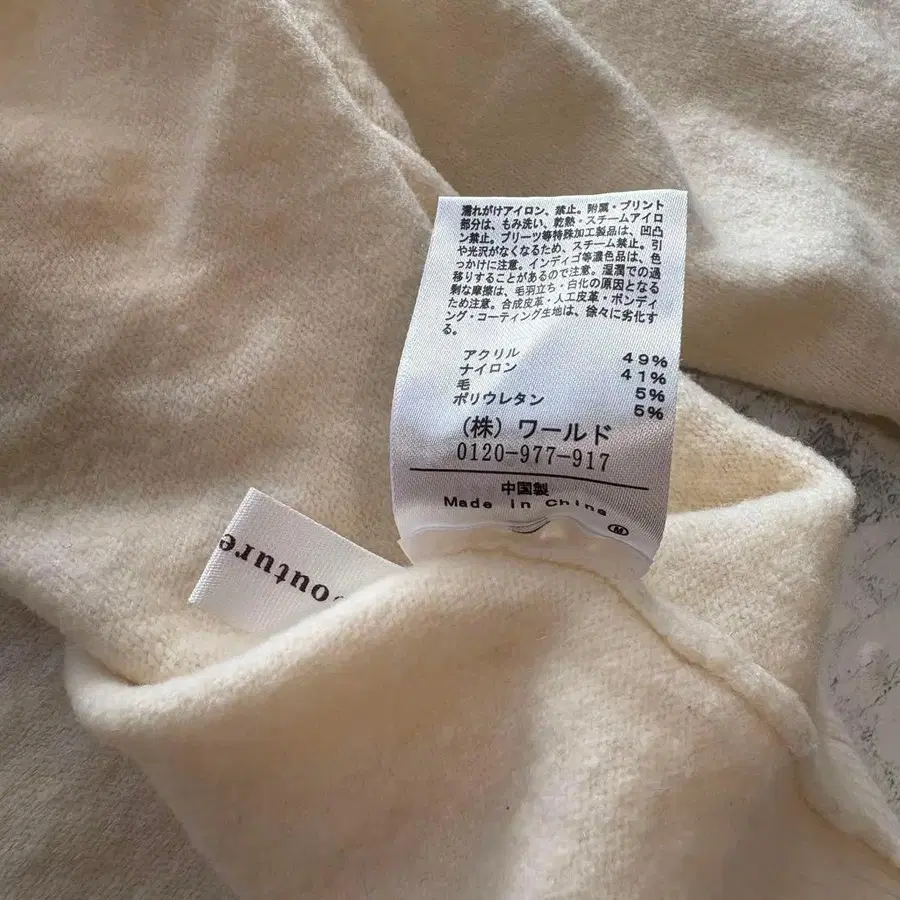 濡れがけアイロン、禁止。附属・プリント
部分は、もみ洗い、乾熱・スチームアイロ
ン禁止。プリーツ等特殊加工製品は、凹凸
や光沢がなくなるため、スチーム禁止。引
っかけに注意。インディゴ等濃色品は、色
移りすることがあるので注意。湿潤での過
剰な摩擦は、毛羽立ち・白化の原因となる
ため注意。合成皮革・人工皮革・ボンディ
ング・コーティング生地は、徐々に劣化す
る。
アクリル 49%
ナイロン 41%
毛 5%
ポリウレタン 5%
(株)ワールド
0120-977-917
中国製
Made in China
M
outure